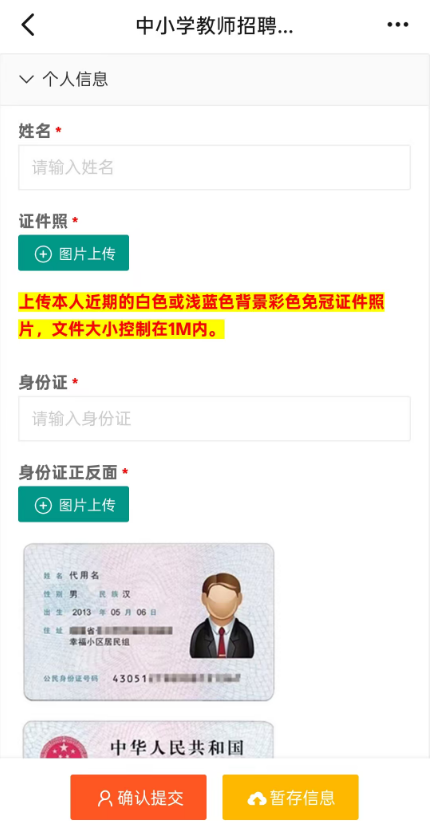 中小学教师招聘...
个人信息
姓名 *
请输入姓名
证件照 *
图片上传
上传本人近期的白色或浅蓝色背景彩色免冠证件照
片，文件大小控制在1M内。
身份证 *
请输入身份证
身份证正反面 *
图片上传
姓名 代用名
性别 男 民族 汉
出生 2013 年 05 月 06 日
住址 省
幸福小区居民组
公民身份证号码 43051
中华人民共和国
确认提交
暂存信息